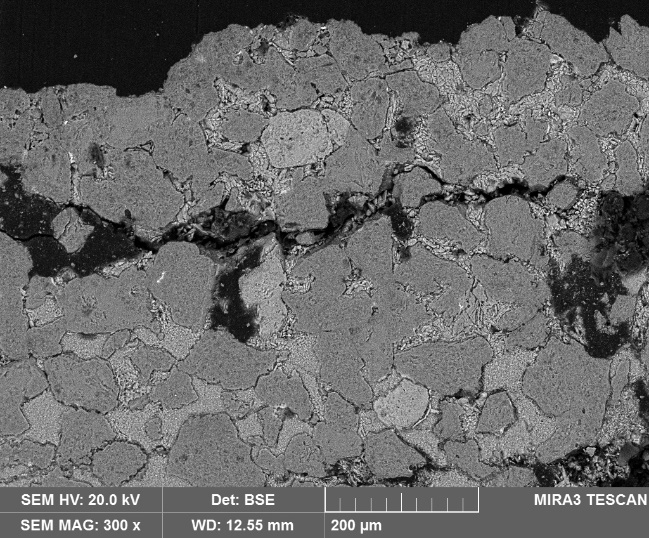 SEM HV: 20.0 kV Det: BSE MIRA3 TESCAN
SEM MAG: 300 x WD: 12.55 mm 200 µm